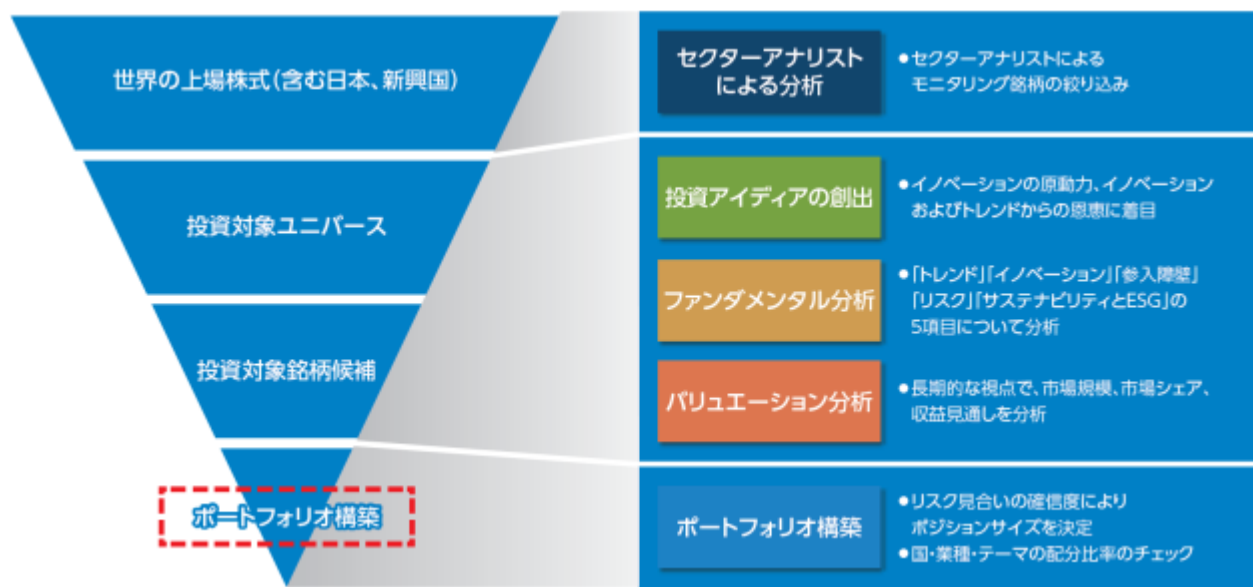 世界の上場株式(含む日本、新興国)
投資対象ユニバース
投資対象銘柄候補
ポートフォリオ構築
セクターアナリスト
による分析
●セクターアナリストによる
モニタリング銘柄の絞り込み
投資アイディアの創出
●イノベーションの原動力、イノベーション
およびトレンドからの恩恵に着目
ファンダメンタル分析
●「トレンド」「イノベーション」「参入障壁」
「リスク」「サステナビリティとESG」の
5項目について分析
バリュエーション分析
●長期的な視点で、市場規模、市場シェア、
収益見通しを分析
ポートフォリオ構築
●リスク見合いの確信度により
ポジションサイズを決定
●国・業種・テーマの配分比率のチェック